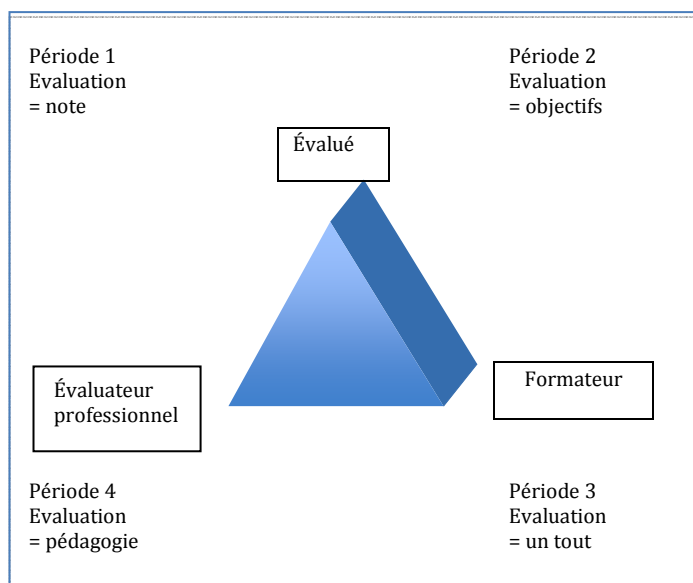 Période 1
Evaluation
= note
Période 2
Evaluation
= objectifs
Évalué
Évaluateur
professionnel
Formateur
Période 4
Evaluation
= pédagogie
Période 3
Evaluation
= un tout